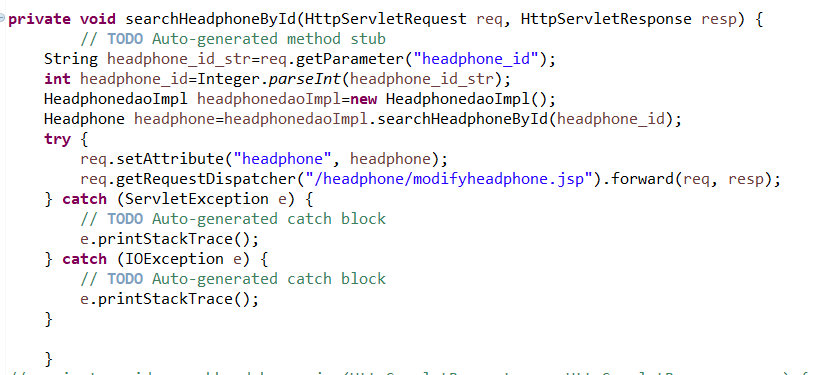 private void searchHeadphoneById(HttpServletRequest req, HttpServletResponse resp) {
// TODO Auto-generated method stub
String headphone_id_str=req.getParameter("headphone_id");
int headphone_id=Integer.parseInt(headphone_id_str);
HeadphonedaoImpl headphonedaoImpl=new HeadphonedaoImpl();
Headphone headphone=headphonedaoImpl.searchHeadphoneById(headphone_id);
try {
req.setAttribute("headphone", headphone);
req.getRequestDispatcher("/headphone/modifyheadphone.jsp").forward(req, resp);
} catch (ServletException e) {
// TODO Auto-generated catch block
e.printStackTrace();
} catch (IOException e) {
// TODO Auto-generated catch block
e.printStackTrace();
}
}